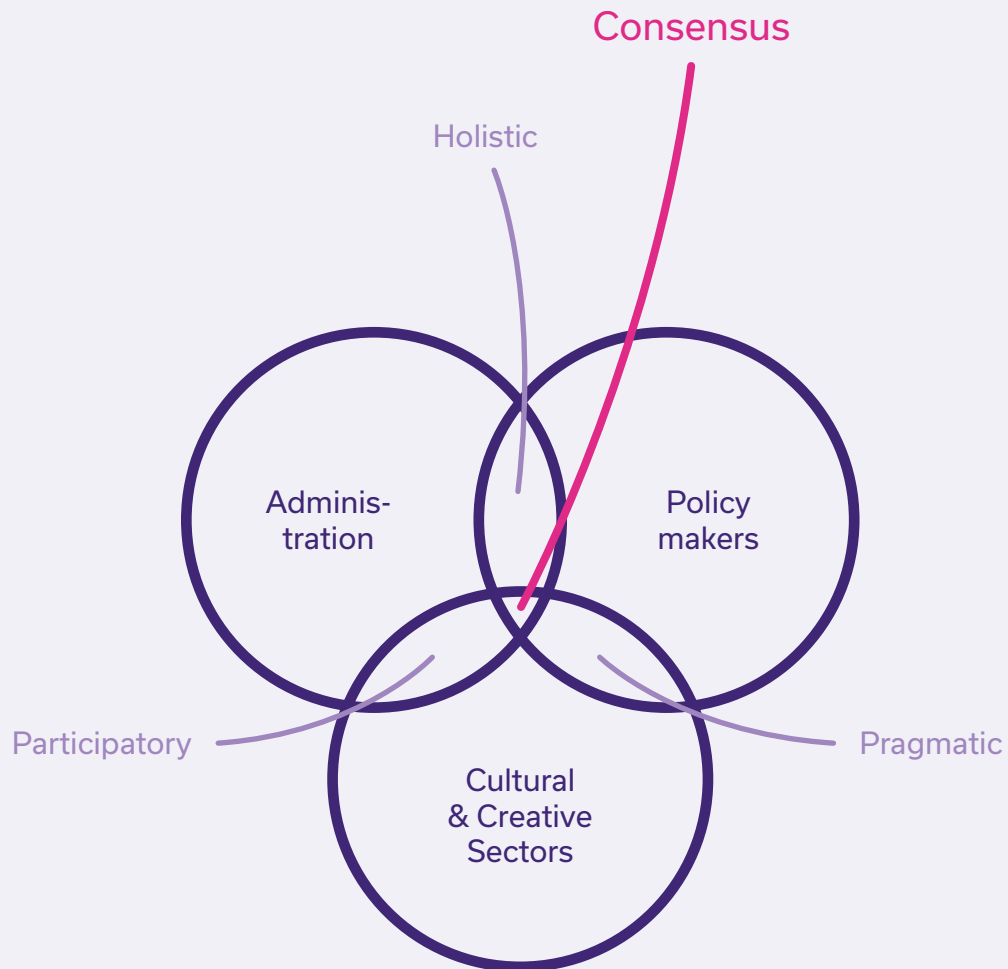 Consensus
Holistic
Adminis-
tration
Policy
makers
Participatory
Pragmatic
Cultural
& Creative
Sectors